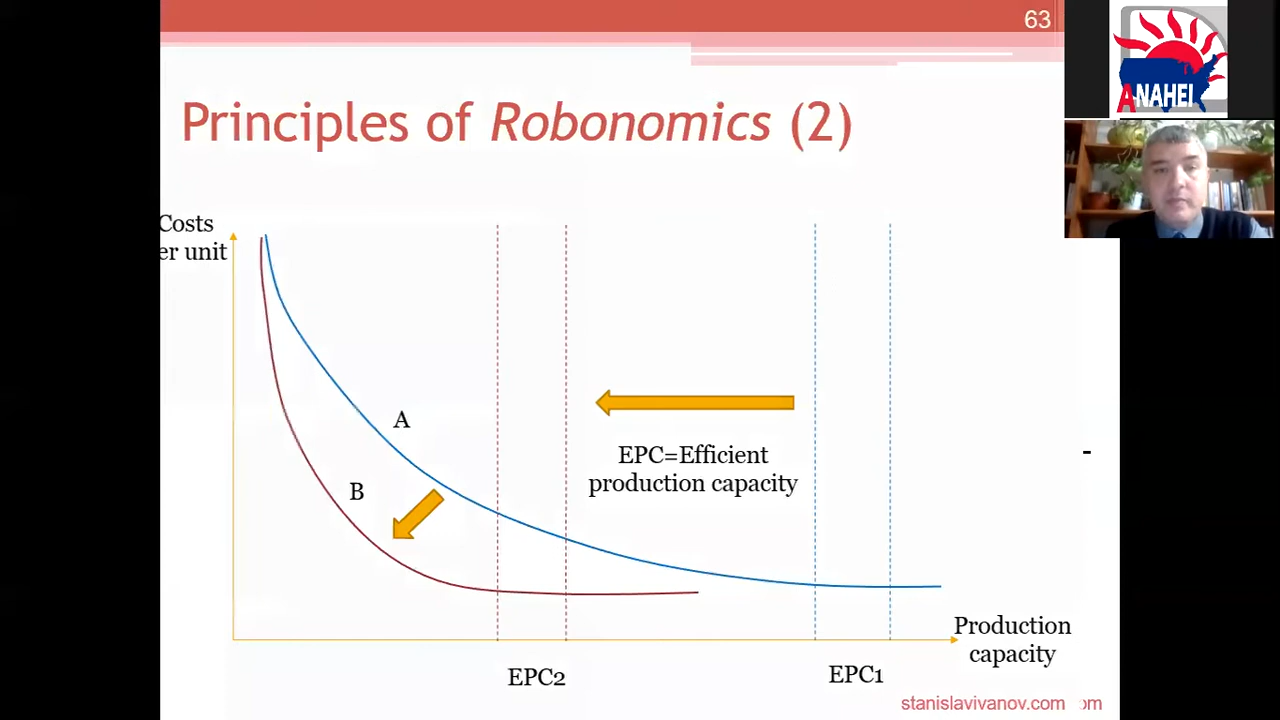 63
ANAHEI
Principles of Robonomics (2)
Costs
er unit
A
B
EPC=Efficient
production capacity
-
Production
capacity
EPC2
EPC1
stanislavivanov.com om